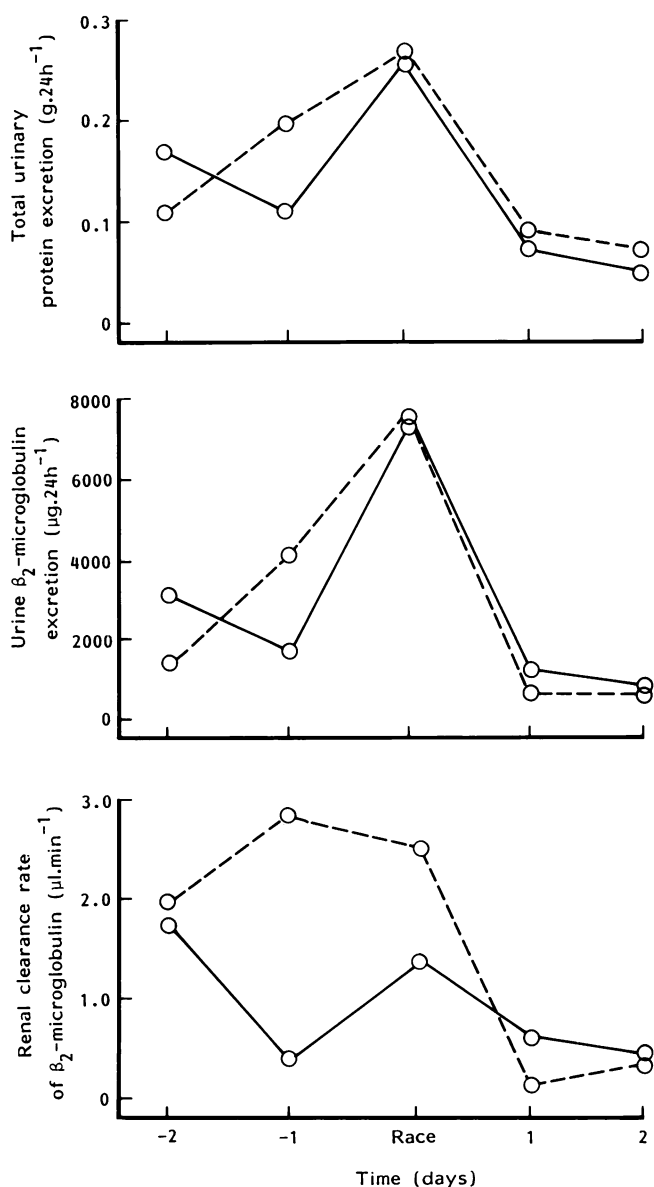 Total urinary
protein excretion (g.24h⁻¹)
0.3
0.2
0.1
0
Urine β₂-microglobulin
excretion (µg.24h⁻¹)
8000
6000
4000
2000
0
Renal clearance rate
of β₂-microglobulin (µl.min⁻¹)
3.0
2.0
1.0
0
-2 -1 Race 1 2
Time (days)